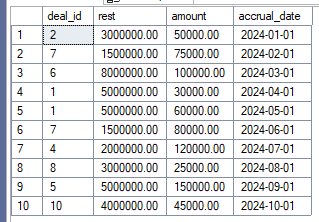 deal_id rest amount accrual_date
1 2 3000000.00 50000.00 2024-01-01
2 7 1500000.00 75000.00 2024-02-01
3 6 8000000.00 100000.00 2024-03-01
4 1 5000000.00 30000.00 2024-04-01
5 1 5000000.00 60000.00 2024-05-01
6 7 1500000.00 80000.00 2024-06-01
7 4 2000000.00 120000.00 2024-07-01
8 8 3000000.00 25000.00 2024-08-01
9 5 5000000.00 150000.00 2024-09-01
10 10 4000000.00 45000.00 2024-10-01